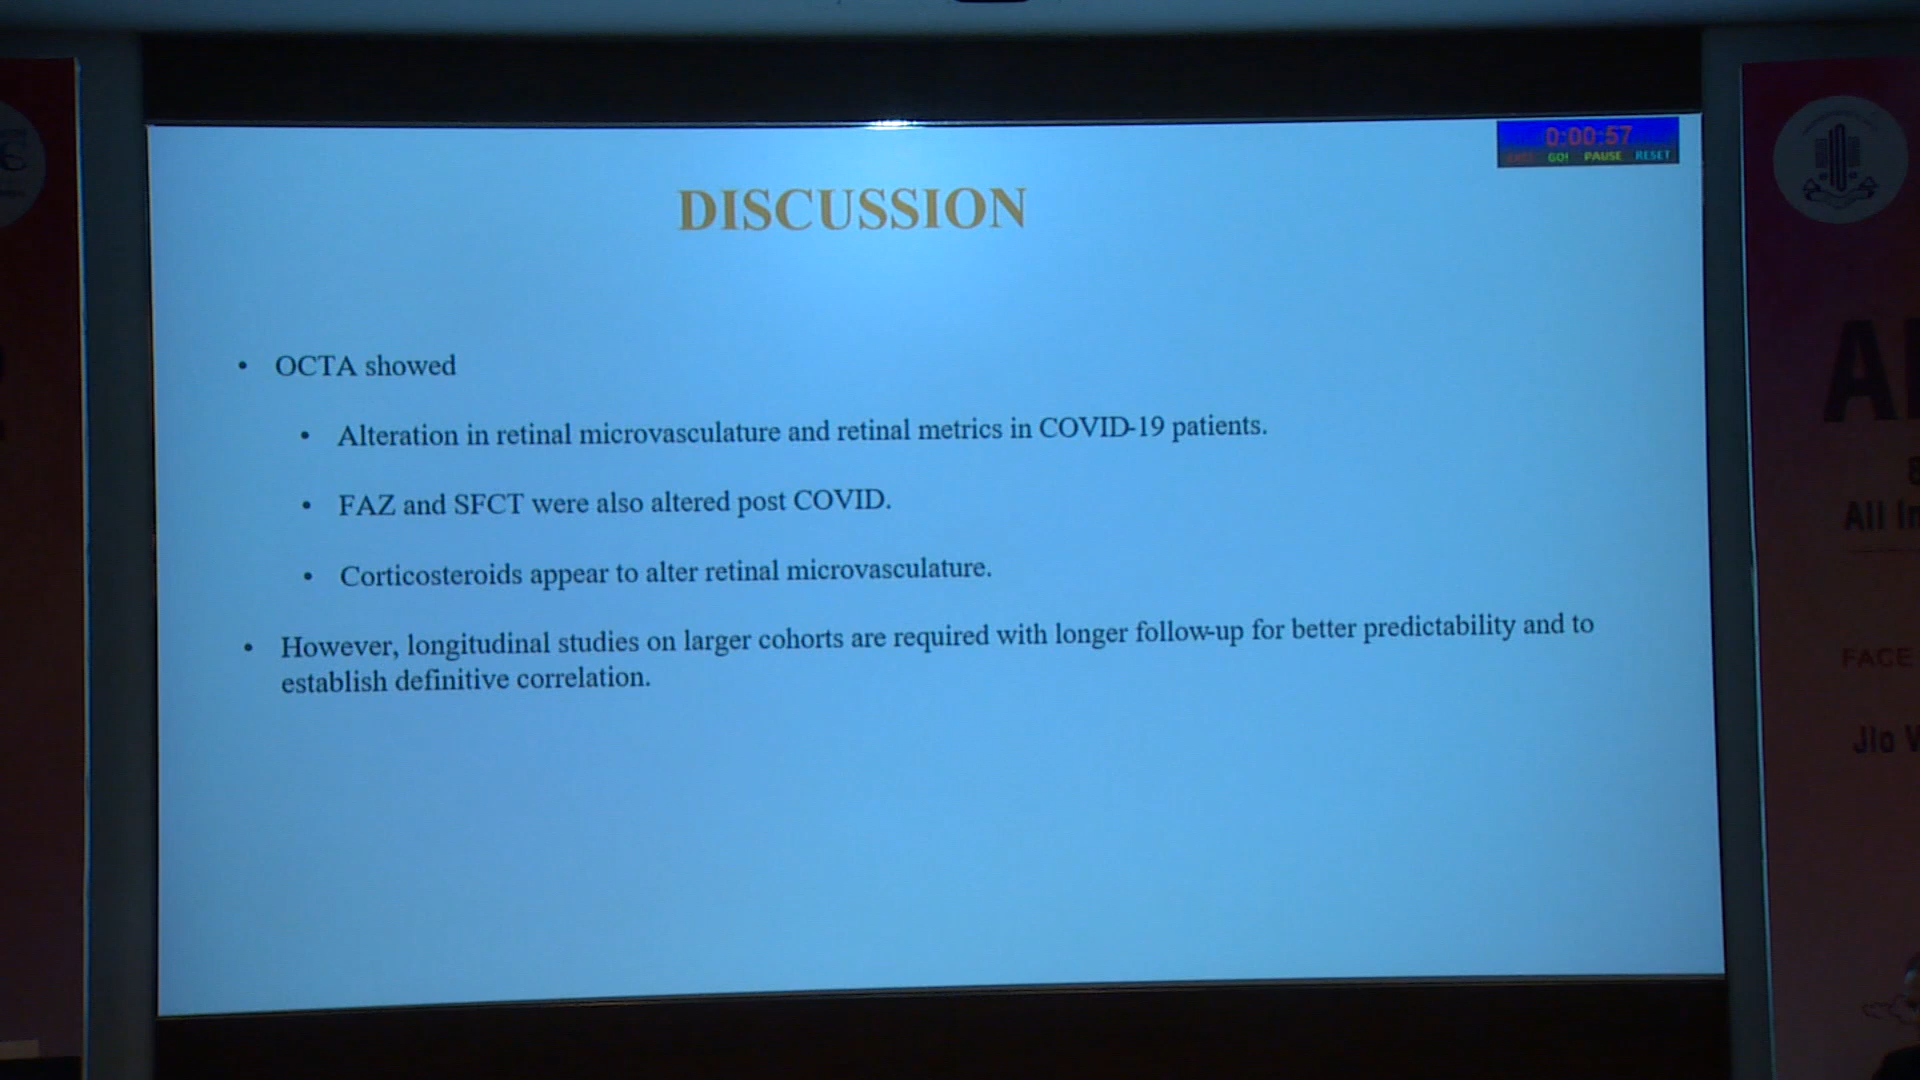 0:00:57
GO! PAUSE RESET
DISCUSSION
• OCTA showed
• Alteration in retinal microvasculature and retinal metrics in COVID-19 patients.
• FAZ and SFCT were also altered post COVID.
• Corticosteroids appear to alter retinal microvasculature.
• However, longitudinal studies on larger cohorts are required with longer follow-up for better predictability and to
establish definitive correlation.
All
FACE
Jio